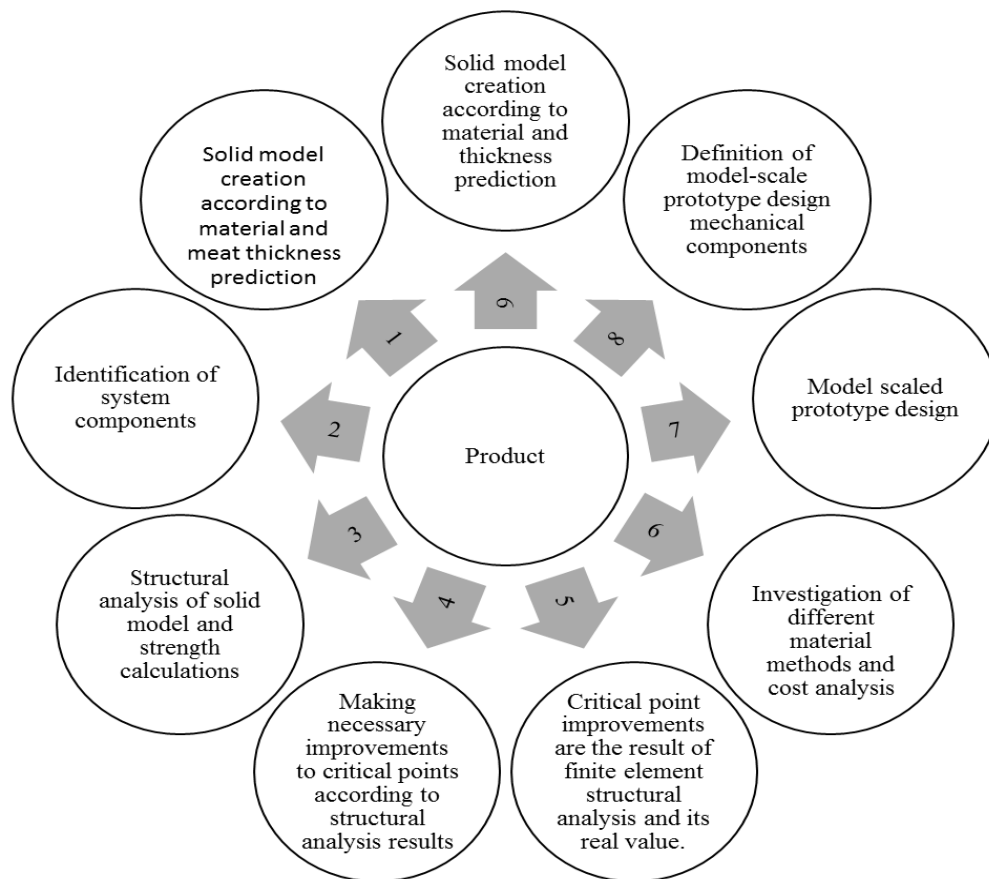 Solid model
creation
according to
material and
thickness
prediction
Solid model
creation
according to
material and
meat thickness
prediction
Definition of
model-scale
prototype design
mechanical
components
9
1
8
Identification of
system
components
2
Product
7
Model scaled
prototype design
3
6
Structural
analysis of solid
model and
strength
calculations
4
5
Investigation of
different
material
methods and
cost analysis
Making
necessary
improvements
to critical points
according to
structural
analysis results
Critical point
improvements
are the result of
finite element
structural
analysis and its
real value.